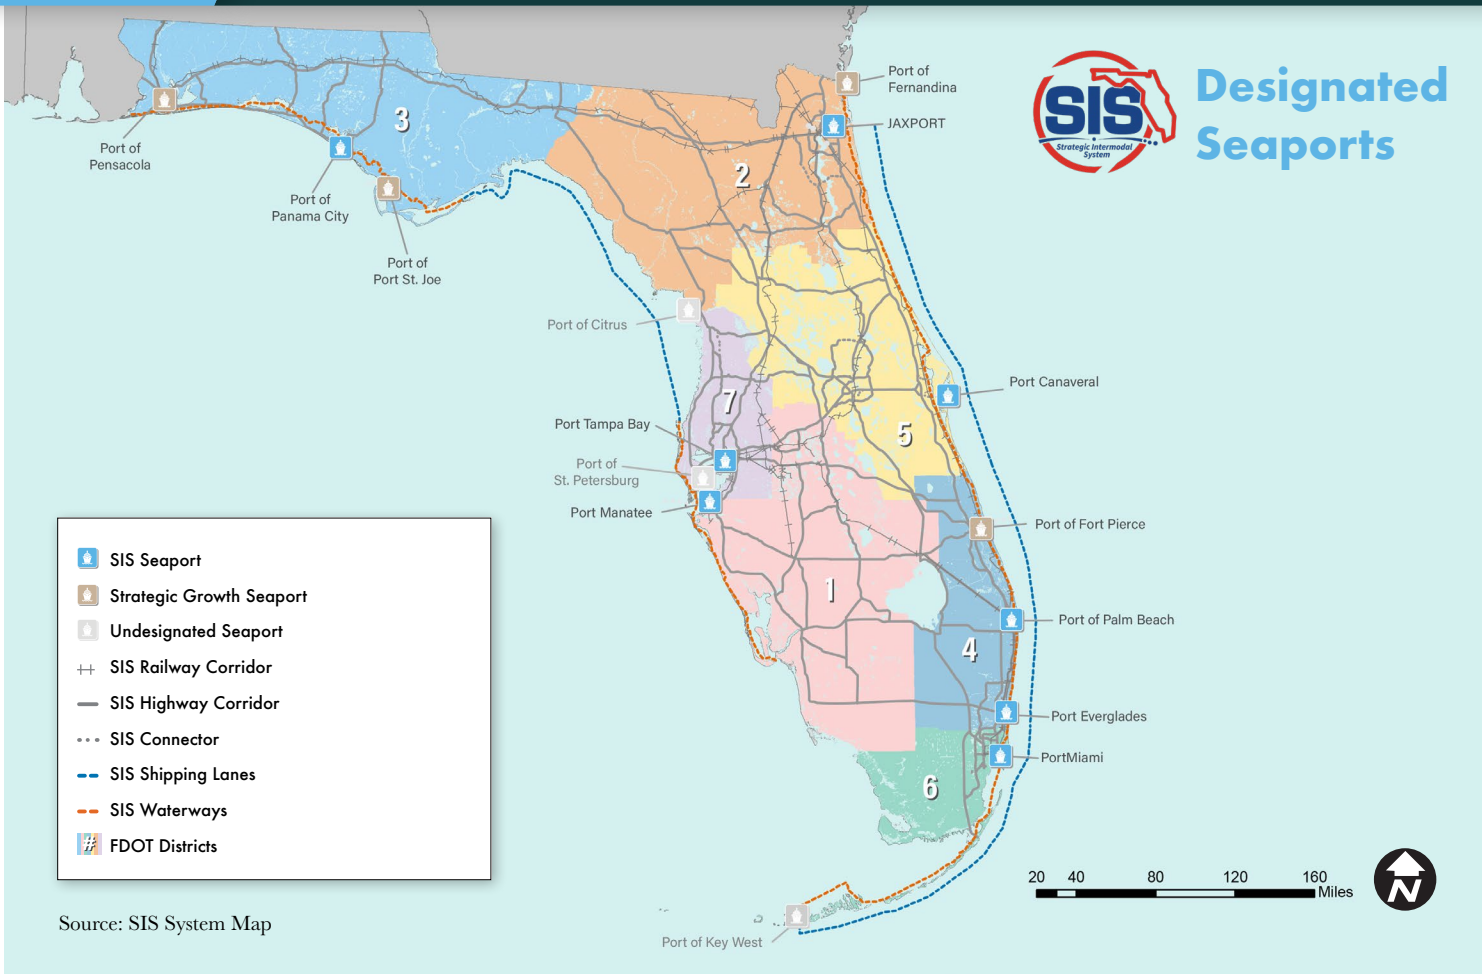 Designated
Seaports
SIS
Strategic Intermodal
System
Port of
Fernandina
JAXPORT
3
2
Port of
Pensacola
Port of
Panama City
Port of
Port St. Joe
Port of Citrus
Port Canaveral
7
Port Tampa Bay
5
Port of
St. Petersburg
Port Manatee
Port of Fort Pierce
1
Port of Palm Beach
4
Port Everglades
PortMiami
6
Port of Key West
SIS Seaport
Strategic Growth Seaport
Undesignated Seaport
SIS Railway Corridor
SIS Highway Corridor
SIS Connector
SIS Shipping Lanes
SIS Waterways
# FDOT Districts
20 40 80 120 160
Miles
N
Source: SIS System Map